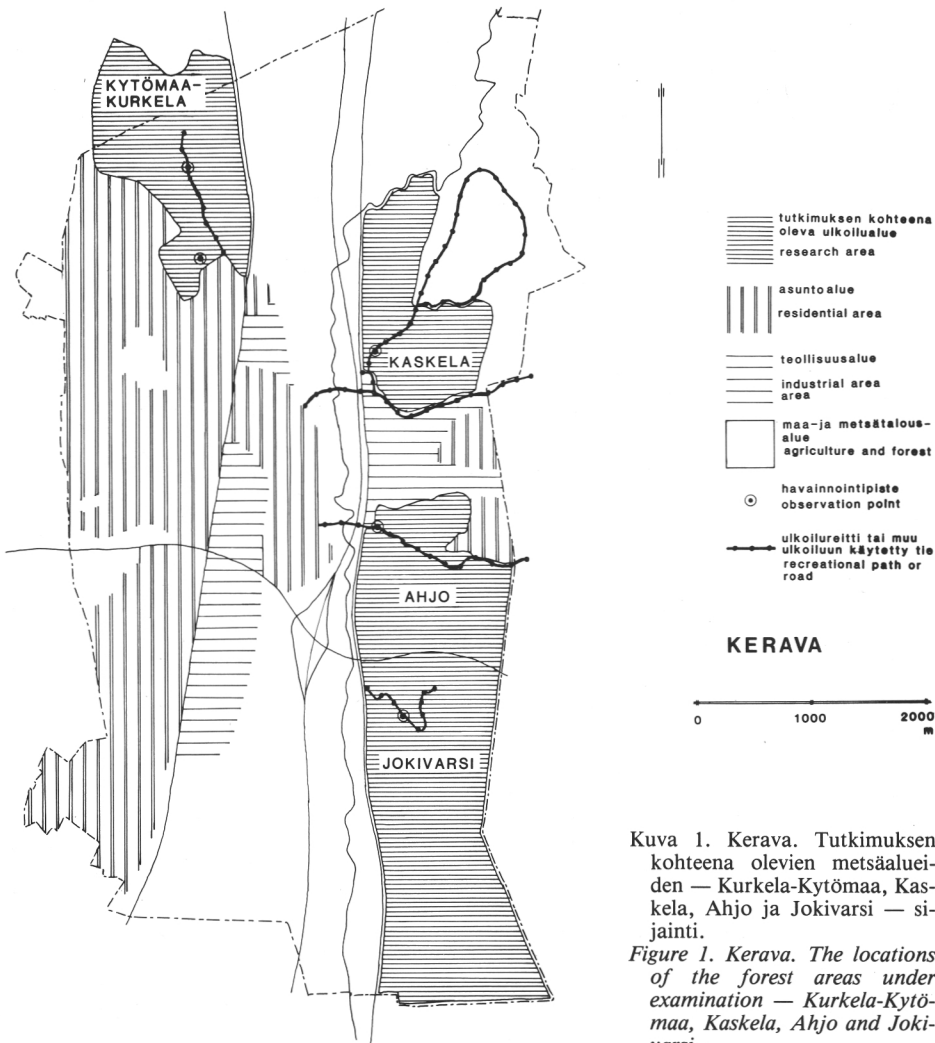 KYTÖMAA-
KURKELA
KASKELA
AHJO
JOKIVARSI
tutkimuksen kohteena
oleva ulkoilualue
research area
asuntoalue
residential area
teollisuusalue
industrial area
area
maa-ja metsätalous-
alue
agriculture and forest
havainnointipiste
observation point
ulkoilureitti tai muu
ulkoiluun käytetty tie
recreational path or
road
KERAVA
0 1000 2000
m
Kuva 1. Kerava. Tutkimuksen
kohteena olevien metsäaluei-
den — Kurkela-Kytömaa, Kas-
kela, Ahjo ja Jokivarsi — si-
jainti.
Figure 1. Kerava. The locations
of the forest areas under
examination — Kurkela-Kytö-
maa, Kaskela, Ahjo and Joki-